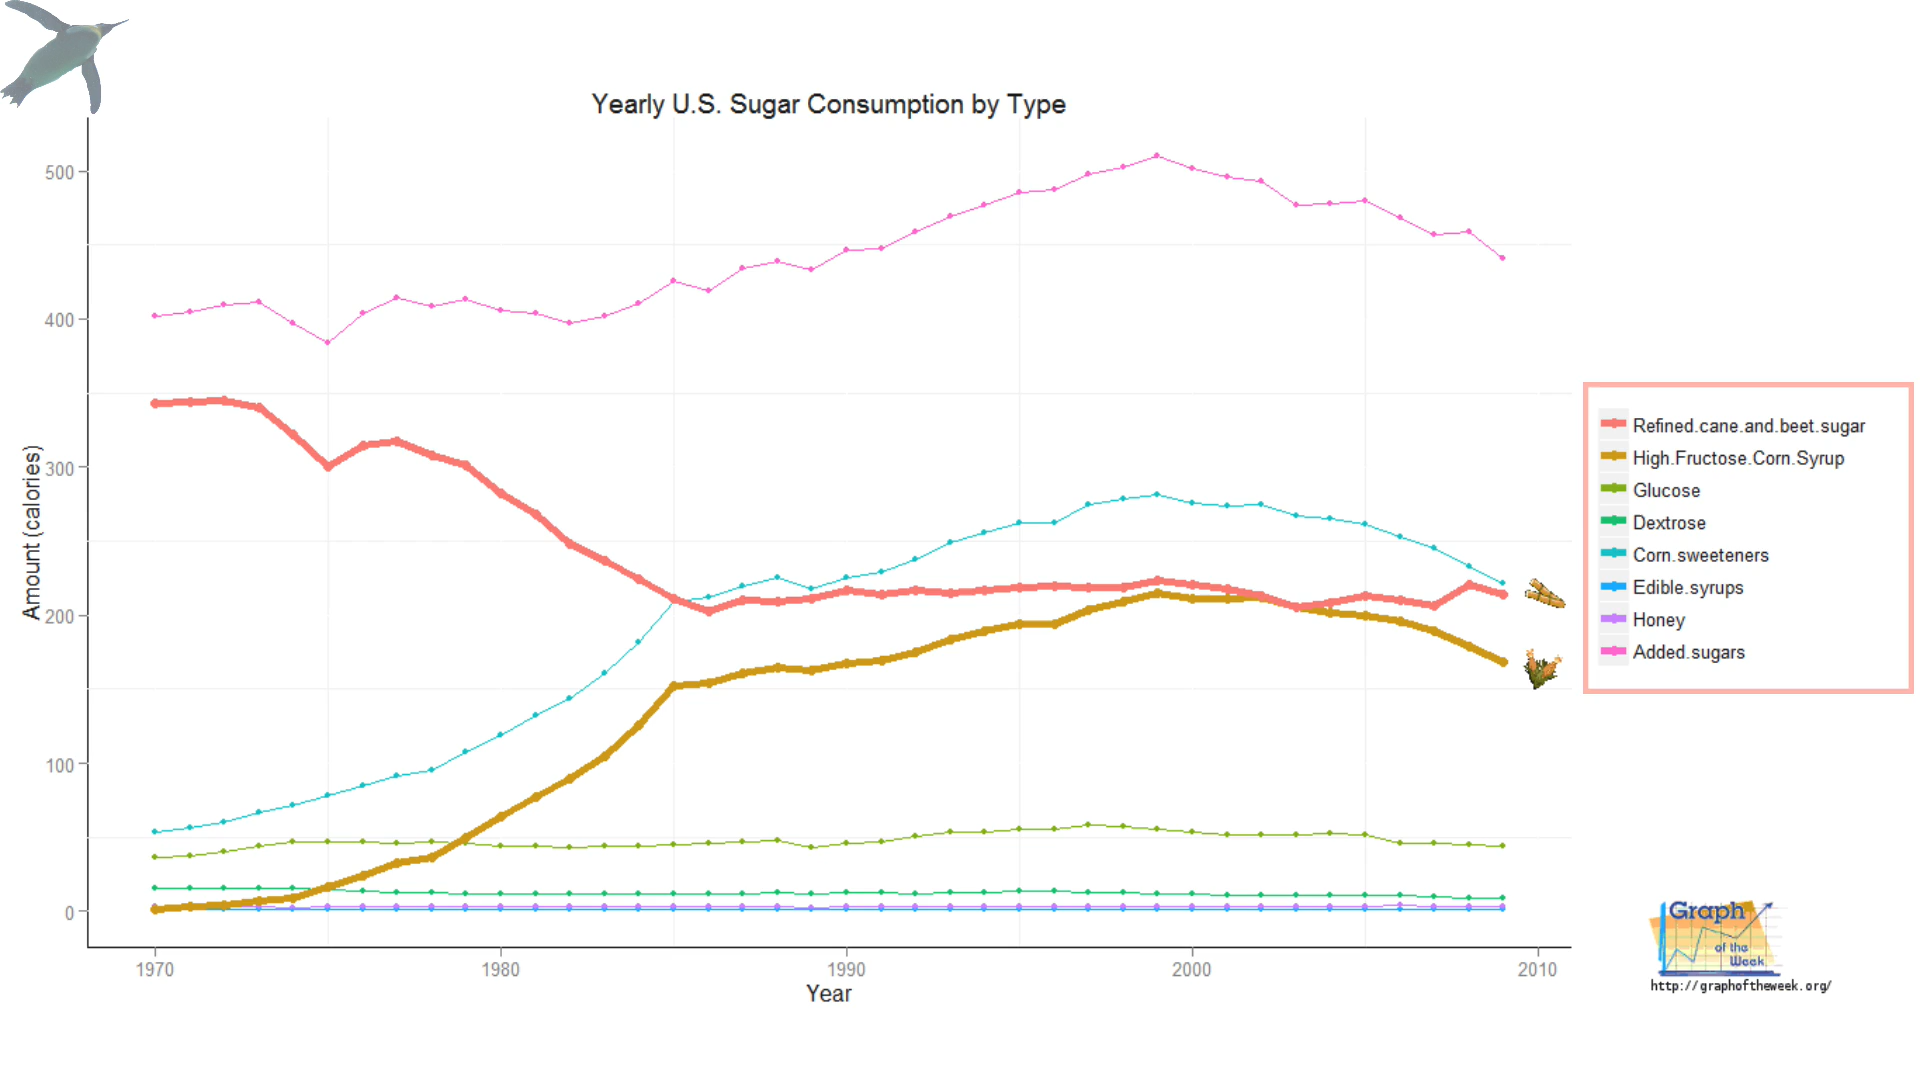 Yearly U.S. Sugar Consumption by Type
500
400
300
200
100
0
Amount (calories)
1970
1980
1990
2000
2010
Year
Refined.cane.and.beet.sugar
High.Fructose.Corn.Syrup
Glucose
Dextrose
Corn.sweeteners
Edible.syrups
Honey
Added.sugars
Graph
of the
Week
http://graphoftheweek.org/